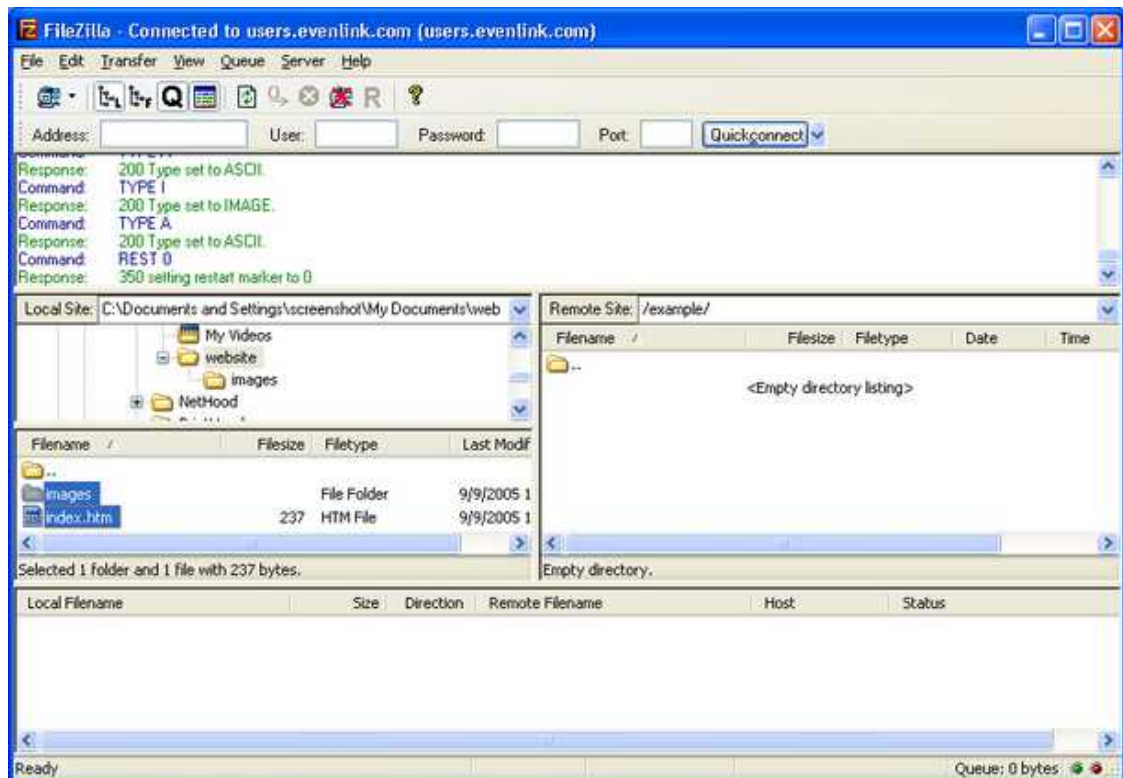 FileZilla - Connected to users.evenlink.com (users.evenlink.com)
File Edit Transfer View Queue Server Help
Address: User: Password: Port: Quickconnect
Response: 200 Type set to ASCII.
Command: TYPE I
Response: 200 Type set to IMAGE.
Command: TYPE A
Response: 200 Type set to ASCII.
Command: REST 0
Response: 350 setting restart marker to 0
Local Site: C:\Documents and Settings\screenshot\My Documents\web
My Videos
website
images
NetHood
Filename / Filesize Filetype Last Modif
..
images File Folder 9/9/2005 1
index.htm 237 HTM File 9/9/2005 1
Selected 1 folder and 1 file with 237 bytes.
Remote Site: /example/
Filename / Filesize Filetype Date Time
..
<Empty directory listing>
Empty directory.
Local Filename Size Direction Remote Filename Host Status
Ready Queue: 0 bytes